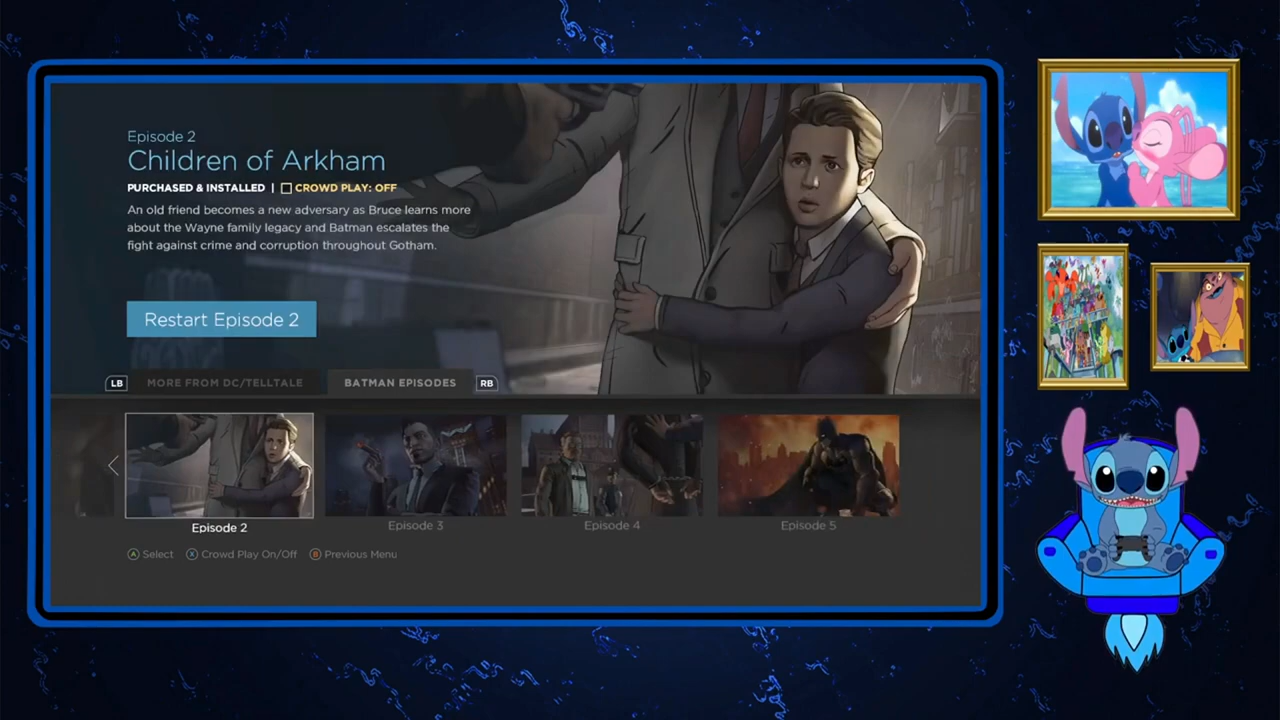 Episode 2
Children of Arkham
PURCHASED & INSTALLED | CROWD PLAY: OFF
An old friend becomes a new adversary as Bruce learns more
about the Wayne family legacy and Batman escalates the
fight against crime and corruption throughout Gotham.
Restart Episode 2
LB MORE FROM DC/TELLTALE BATMAN EPISODES RB
Episode 2 Episode 3 Episode 4 Episode 5
A Select X Crowd Play On/Off B Previous Menu